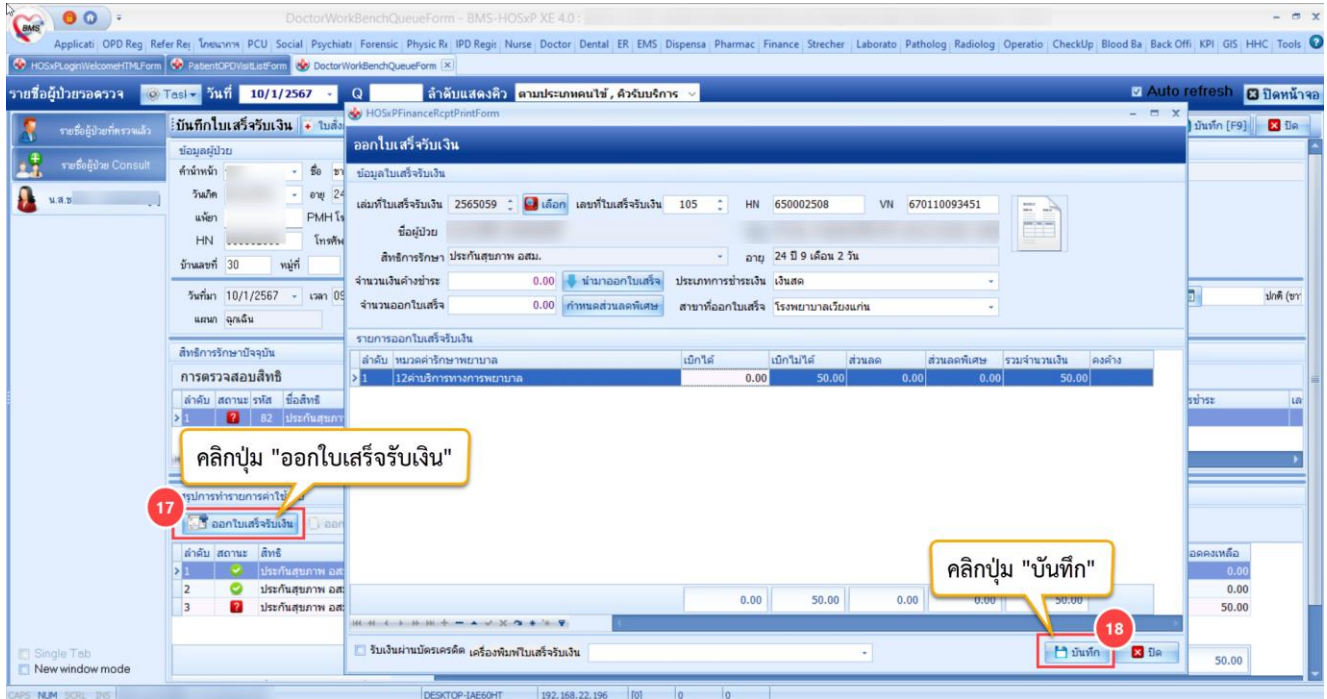 BMS
DoctorWorkBenchQueueForm - BMS-HOSxP XE 4.0 :
Applicati OPD Reg Refer Reg โภชนาการ PCU Social Psychiatr Forensic Physic Re IPD Regis Nurse Doctor Dental ER EMS Dispensa Pharmac Finance Strecher Laborato Patholog Radiolog Operatio CheckUp Blood Ba Back Offi KPI GIS HHC Tools
HOSxPLoginWelcomeHTMLForm PatientOPDVisitListForm DoctorWorkBenchQueueForm
รายชื่อผู้ป่วยรอตรวจ Task วันที่ 10/1/2567 Q ลำดับแสดงคิว ตามประเภทคนไข้ , คิวรับบริการ Auto refresh ปิดหน้าจอ
รายชื่อผู้ป่วยที่ตรวจแล้ว
รายชื่อผู้ป่วย Consult
น.ส.ช
บันทึกใบเสร็จรับเงิน ใบสั่ง
บันทึก [F9] ปิด
ข้อมูลผู้ป่วย
คำนำหน้า ชื่อ
วันเกิด อายุ 24
แพ้ยา PMH
HN โทรศัพ
บ้านเลขที่ 30 หมู่ที่
วันที่มา 10/1/2567 เวลา 09
แผนก ฉุกเฉิน
ปกติ (ขา
สิทธิการรักษาปัจจุบัน
การตรวจสอบสิทธิ
ลำดับ สถานะ รหัส ชื่อสิทธิ
1 82 ประกันสุขภา
รชำระ เล
HOSxPFinanceRcptPrintForm
ออกใบเสร็จรับเงิน
ข้อมูลใบเสร็จรับเงิน
เล่มที่ใบเสร็จรับเงิน 2565059 เลือก เลขที่ใบเสร็จรับเงิน 105 HN 650002508 VN 670110093451
ชื่อผู้ป่วย
สิทธิการรักษา ประกันสุขภาพ อสม. อายุ 24 ปี 9 เดือน 2 วัน
จำนวนเงินค้างชำระ 0.00 นำมาออกใบเสร็จ ประเภทการชำระเงิน เงินสด
จำนวนออกใบเสร็จ 0.00 กำหนดส่วนลดพิเศษ สาขาที่ออกใบเสร็จ โรงพยาบาลเวียงแก่น
รายการออกใบเสร็จรับเงิน
ลำดับ หมวดค่ารักษาพยาบาล เบิกได้ เบิกไม่ได้ ส่วนลด ส่วนลดพิเศษ รวมจำนวนเงิน คงค้าง
1 12ค่าบริการทางการพยาบาล 0.00 50.00 0.00 0.00 50.00
คลิกปุ่ม "ออกใบเสร็จรับเงิน"
สรุปการทำรายการค่าใช้
17
ออกใบเสร็จรับเงิน ออก
ลำดับ สถานะ สิทธิ
1 ประกันสุขภาพ อส
2 ประกันสุขภาพ อส
3 ประกันสุขภาพ อส
คลิกปุ่ม "บันทึก"
อดคงเหลือ
0.00
0.00
50.00
0.00 50.00 0.00 0.00 50.00
18
รับเงินผ่านบัตรเครดิต เครื่องพิมพ์ใบเสร็จรับเงิน บันทึก ปิด
50.00
Single Tab
New window mode
CAPS NUM SCRL INS DESKTOP-IAE60HT 192.168.22.196 [0] 0 0